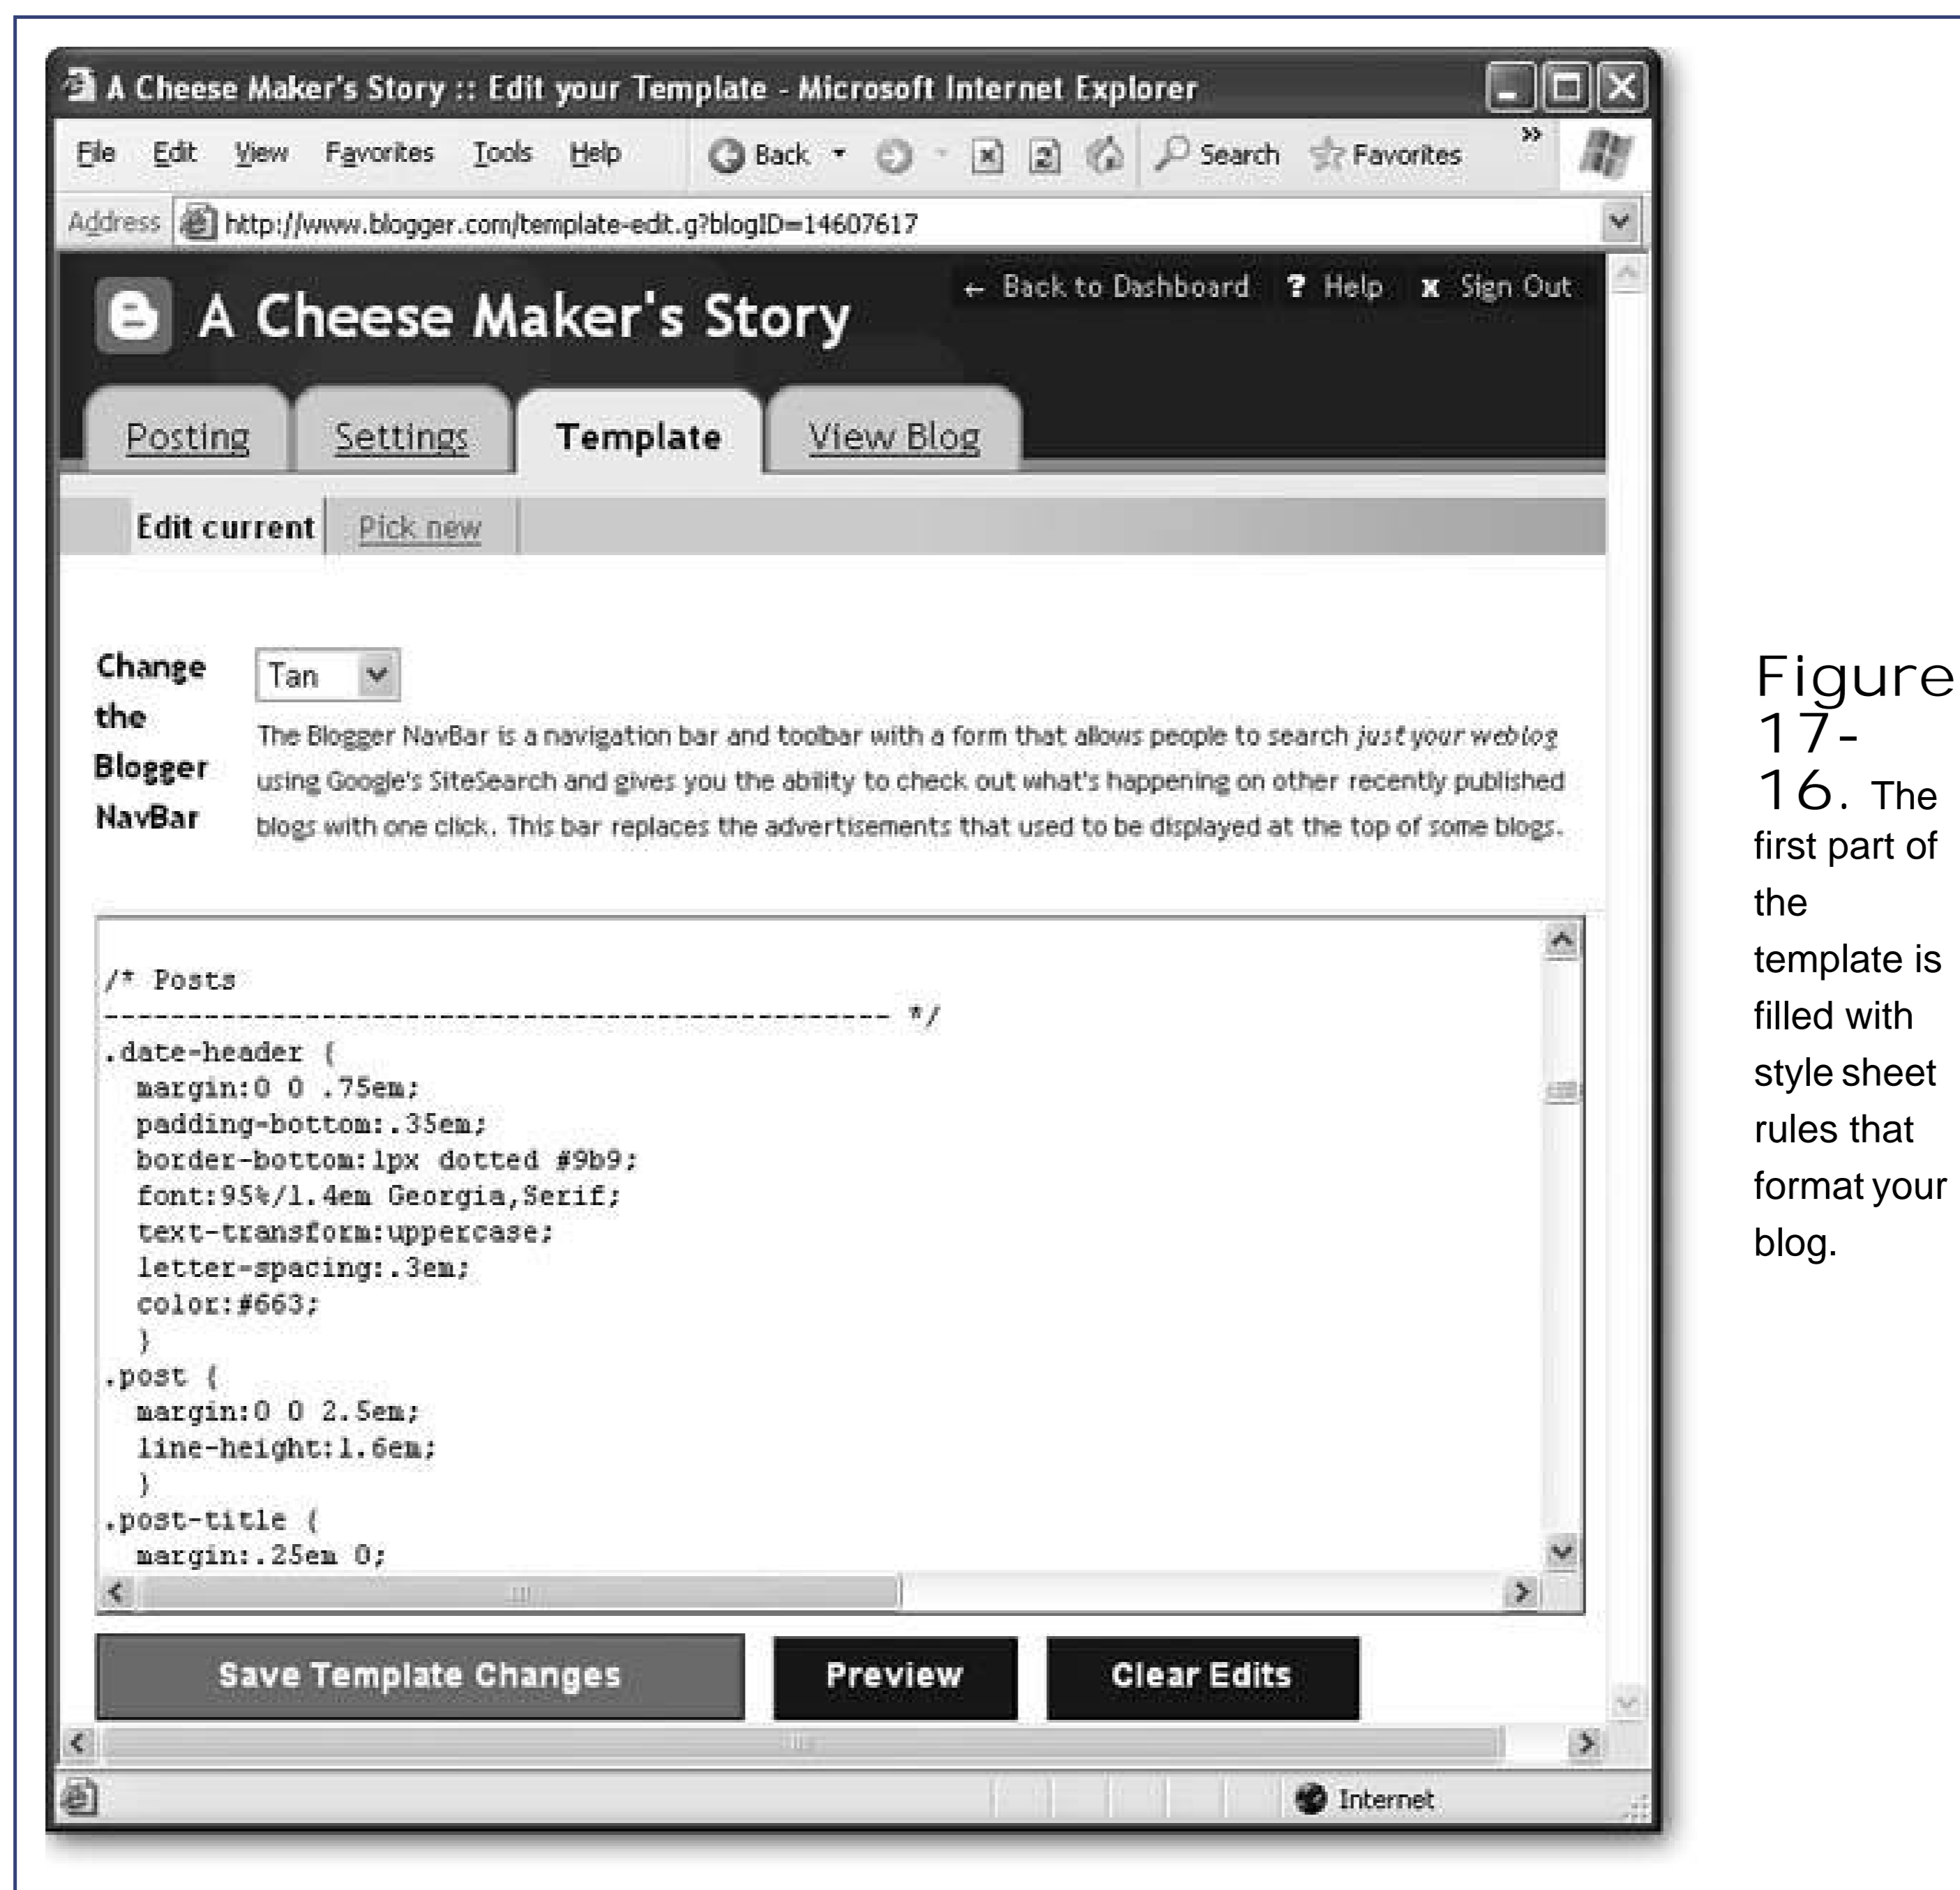 A Cheese Maker's Story :: Edit your Template - Microsoft Internet Explorer
File Edit View Favorites Tools Help Back Search Favorites »
Address http://www.blogger.com/template-edit.g?blogID=14607617
← Back to Dashboard ? Help x Sign Out
A Cheese Maker's Story
Posting Settings Template View Blog
Edit current Pick new
Change
the
Blogger
NavBar
Tan
The Blogger NavBar is a navigation bar and toolbar with a form that allows people to search just your weblog
using Google's SiteSearch and gives you the ability to check out what's happening on other recently published
blogs with one click. This bar replaces the advertisements that used to be displayed at the top of some blogs.
/* Posts
----------------------------------------------- */
.date-header {
margin:0 0 .75em;
padding-bottom:.35em;
border-bottom:1px dotted #9b9;
font:95%/1.4em Georgia,Serif;
text-transform:uppercase;
letter-spacing:.3em;
color:#663;
}
.post {
margin:0 0 2.5em;
line-height:1.6em;
}
.post-title {
margin:.25em 0;
Save Template Changes Preview Clear Edits
Internet
Figure
17-
16. The
first part of
the
template is
filled with
style sheet
rules that
format your
blog.